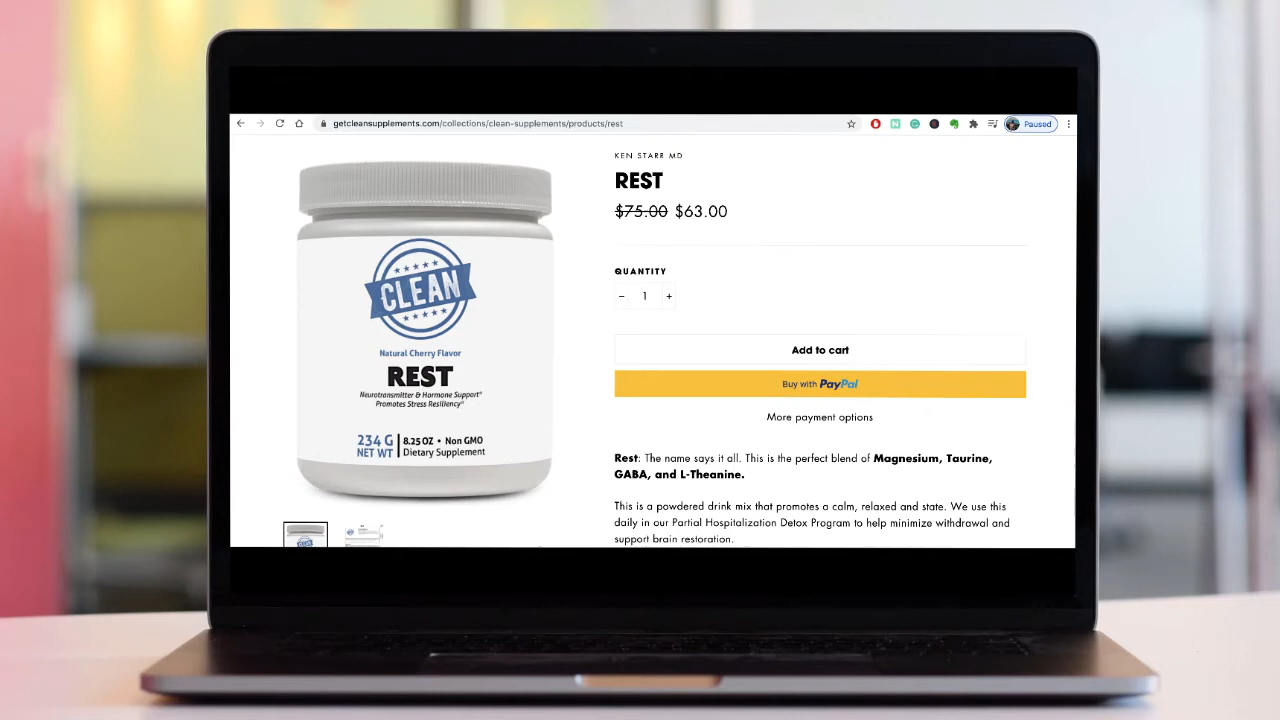 getcleansupplements.com/collections/clean-supplements/products/rest
Paused
KEN STARR MD
REST
$75.00 $63.00
QUANTITY
− 1 +
Add to cart
Buy with PayPal
More payment options
Rest: The name says it all. This is the perfect blend of Magnesium, Taurine,
GABA, and L-Theanine.
This is a powdered drink mix that promotes a calm, relaxed and state. We use this
daily in our Partial Hospitalization Detox Program to help minimize withdrawal and
support brain restoration.
CLEAN
Natural Cherry Flavor
REST
Neurotransmitter & Hormone Support*
Promotes Stress Resiliency*
234 G
NET WT
8.25 OZ • Non GMO
Dietary Supplement